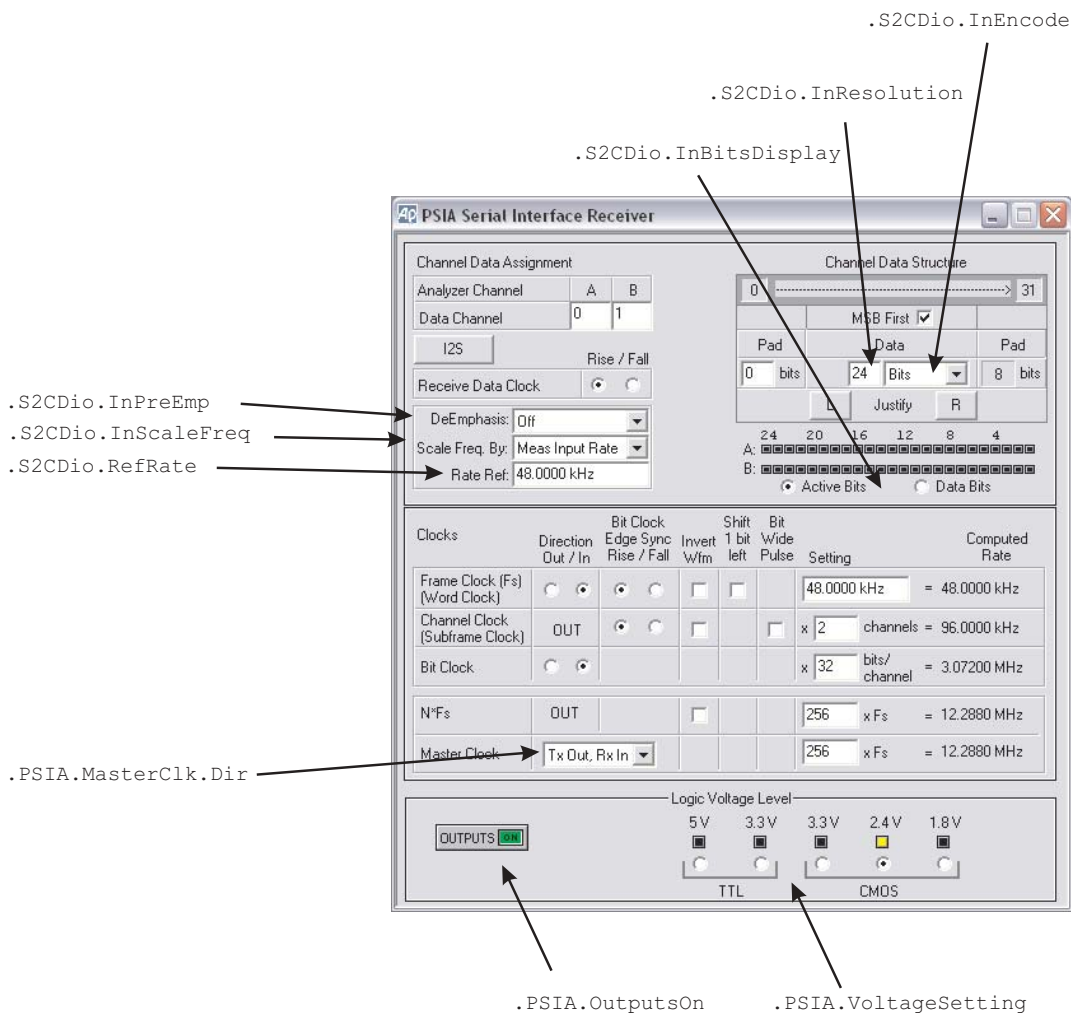 .S2CDio.InEncode
.S2CDio.InResolution
.S2CDio.InBitsDisplay
Ap PSIA Serial Interface Receiver
Channel Data Assignment
Analyzer Channel A B
Data Channel 0 1
I2S
Rise / Fall
Receive Data Clock
DeEmphasis: Off
Scale Freq. By: Meas Input Rate
Rate Ref: 48.0000 kHz
Channel Data Structure
0 31
MSB First
Pad Data Pad
0 bits 24 Bits 8 bits
L Justify R
24 20 16 12 8 4
A:
B:
Active Bits Data Bits
.S2CDio.InPreEmp
.S2CDio.InScaleFreq
.S2CDio.RefRate
Clocks
Direction Out / In
Bit Clock Edge Sync Rise / Fall
Invert Wfm
Shift 1 bit left
Bit Wide Pulse
Setting
Computed Rate
Frame Clock (Fs) (Word Clock) 48.0000 kHz = 48.0000 kHz
Channel Clock (Subframe Clock) OUT x 2 channels = 96.0000 kHz
Bit Clock x 32 bits/ channel = 3.07200 MHz
N*Fs OUT 256 x Fs = 12.2880 MHz
Master Clock Tx Out, Rx In 256 x Fs = 12.2880 MHz
.PSIA.MasterClk.Dir
Logic Voltage Level
OUTPUTS ON
5 V 3.3 V 3.3 V 2.4 V 1.8 V
TTL CMOS
.PSIA.OutputsOn .PSIA.VoltageSetting